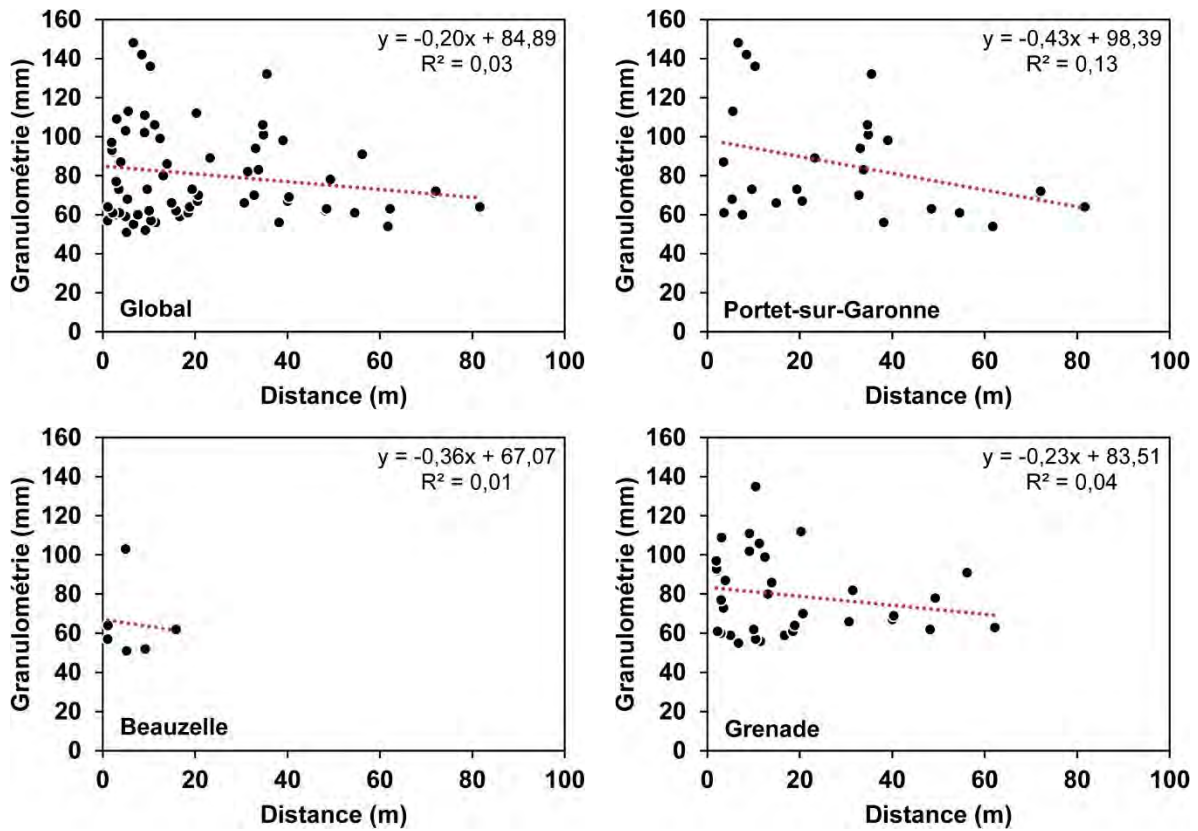 160
140
120
100
80
60
40
20
0
Granulométrie (mm)
y = -0,20x + 84,89
R² = 0,03
Global
0 20 40 60 80 100
Distance (m)
160
140
120
100
80
60
40
20
0
Granulométrie (mm)
y = -0,43x + 98,39
R² = 0,13
Portet-sur-Garonne
0 20 40 60 80 100
Distance (m)
160
140
120
100
80
60
40
20
0
Granulométrie (mm)
y = -0,36x + 67,07
R² = 0,01
Beauzelle
0 20 40 60 80 100
Distance (m)
160
140
120
100
80
60
40
20
0
Granulométrie (mm)
y = -0,23x + 83,51
R² = 0,04
Grenade
0 20 40 60 80 100
Distance (m)